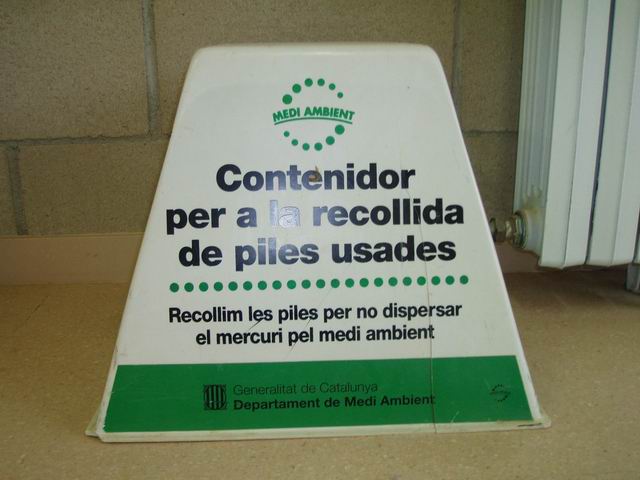 MEDI AMBIENT
Contenidor
per a la recollida
de piles usades
Recollim les piles per no dispersar
el mercuri pel medi ambient
Generalitat de Catalunya
Departament de Medi Ambient